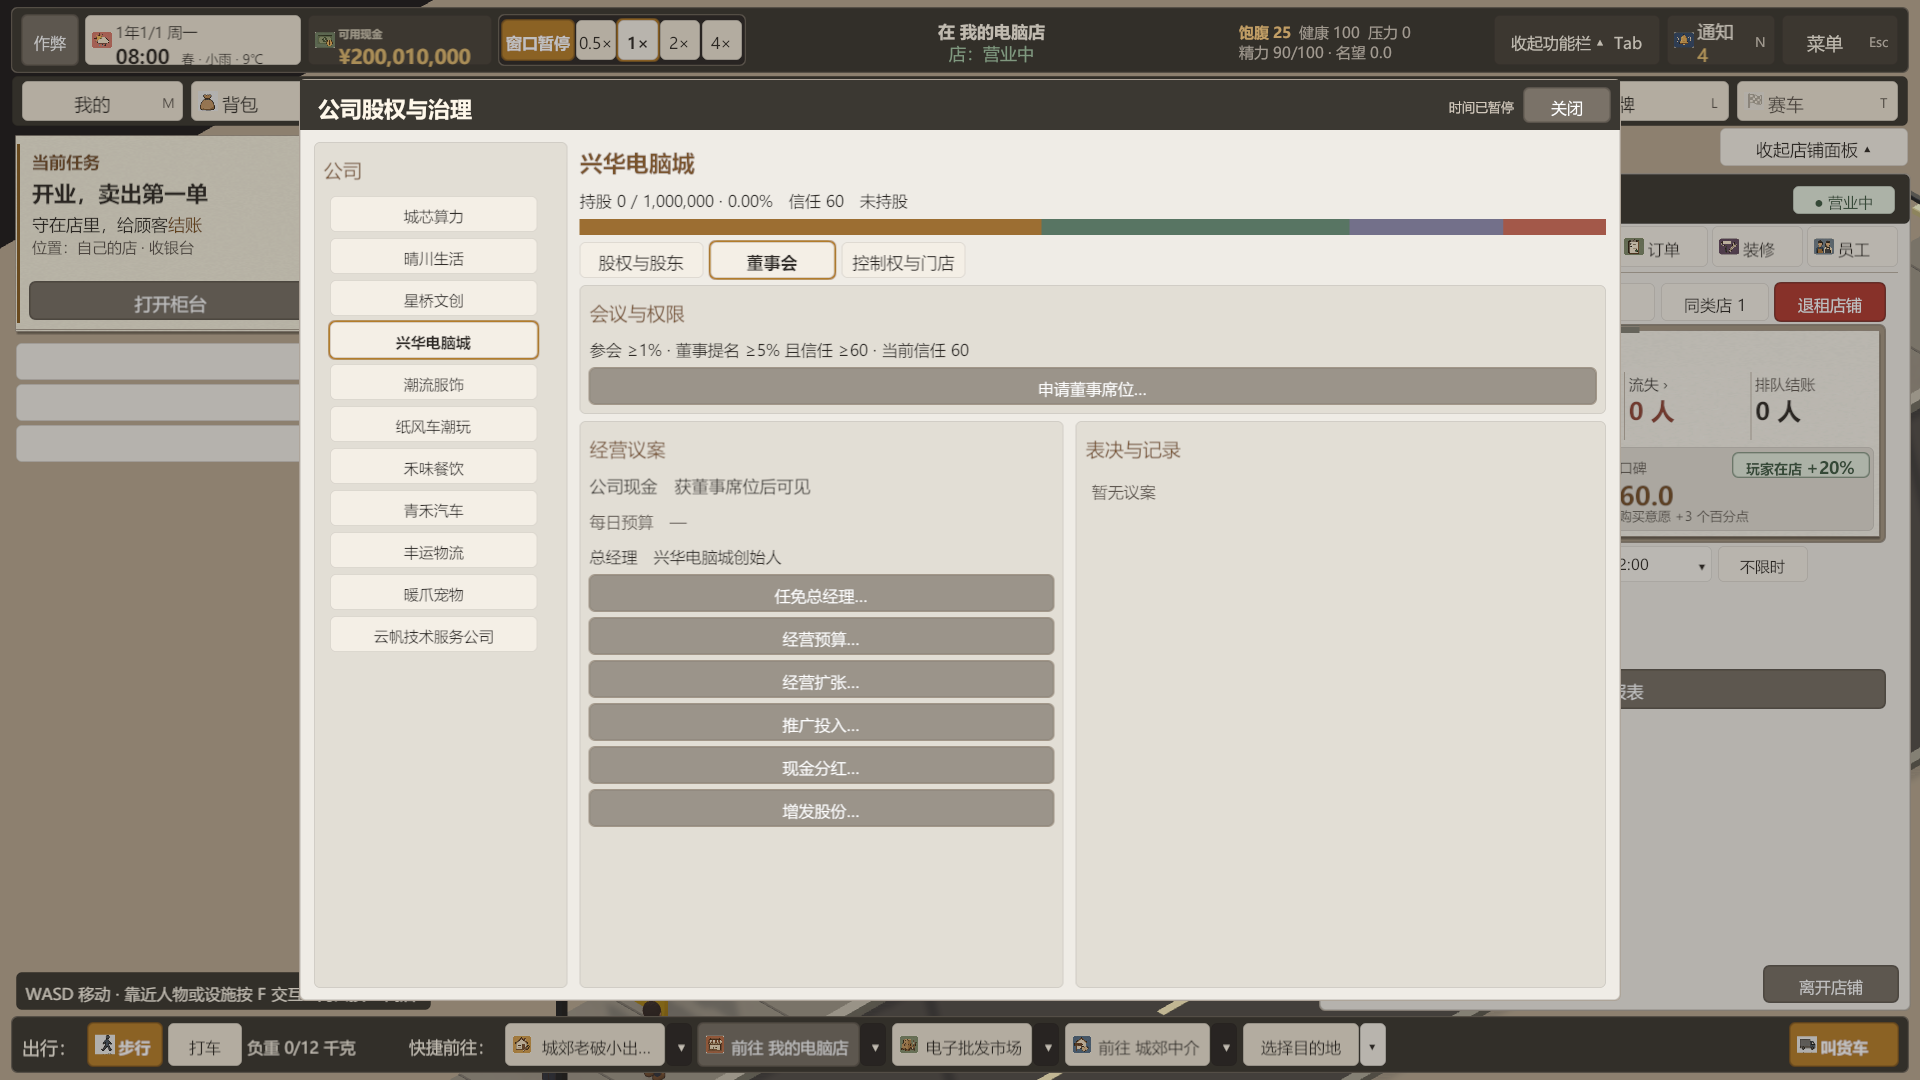 作弊
1年1/1 周一
08:00 春 · 小雨 · 9℃
可用现金
¥200,010,000
窗口暂停 0.5× 1× 2× 4×
在 我的电脑店
店：营业中
饱腹 25 健康 100 压力 0
精力 90/100 · 名望 0.0
收起功能栏 ▴ Tab
通知 N
4
菜单 Esc
我的 M
背包
牌 L
赛车 T
公司股权与治理
时间已暂停
关闭
收起店铺面板 ▴
当前任务
开业，卖出第一单
守在店里，给顾客结账
位置：自己的店 · 收银台
打开柜台
公司
城芯算力
晴川生活
星桥文创
兴华电脑城
潮流服饰
纸风车潮玩
禾味餐饮
青禾汽车
丰运物流
暖爪宠物
云帆技术服务公司
兴华电脑城
持股 0 / 1,000,000 · 0.00% 信任 60 未持股
股权与股东 董事会 控制权与门店
会议与权限
参会 ≥1% · 董事提名 ≥5% 且信任 ≥60 · 当前信任 60
申请董事席位...
经营议案
公司现金 获董事席位后可见
每日预算 —
总经理 兴华电脑城创始人
任免总经理...
经营预算...
经营扩张...
推广投入...
现金分红...
增发股份...
表决与记录
暂无议案
● 营业中
订单 装修 员工
同类店 1 退租店铺
流失 › 排队结账
0 人 0 人
口碑 玩家在店 +20%
60.0
购买意愿 +3 个百分点
2:00 ▾ 不限时
报表
离开店铺
WASD 移动 · 靠近人物或设施按 F 交互
出行： 步行 打车 负重 0/12 千克 快捷前往： 城郊老破小出... ▾ 前往 我的电脑店 ▾ 电子批发市场 ▾ 前往 城郊中介 ▾ 选择目的地 ▾ 叫货车